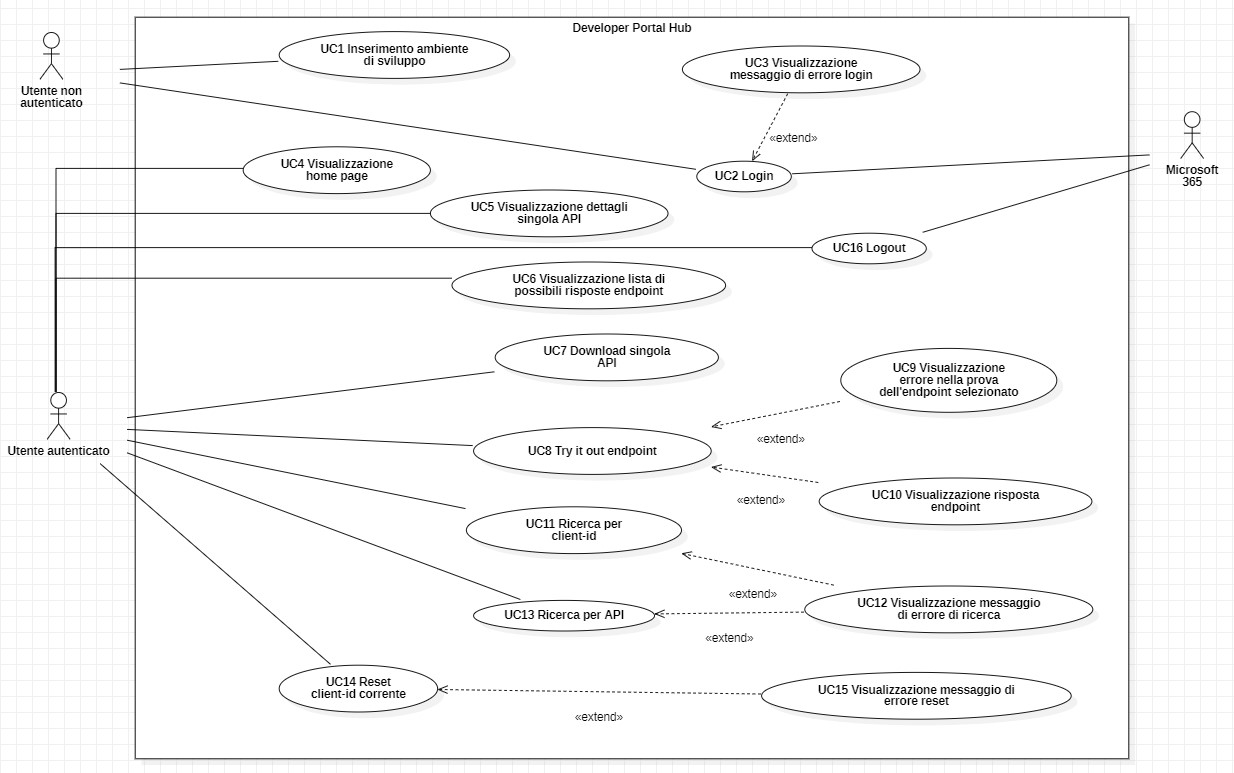 Developer Portal Hub
Utente non
autenticato
UC1 Inserimento ambiente
di sviluppo
UC3 Visualizzazione
messaggio di errore login
«extend»
UC4 Visualizzazione
home page
UC2 Login
Microsoft
365
UC5 Visualizzazione dettagli
singola API
UC16 Logout
UC6 Visualizzazione lista di
possibili risposte endpoint
UC7 Download singola
API
UC9 Visualizzazione
errore nella prova
dell'endpoint selezionato
Utente autenticato
UC8 Try it out endpoint
«extend»
UC10 Visualizzazione risposta
endpoint
«extend»
UC11 Ricerca per
client-id
«extend»
UC12 Visualizzazione messaggio
di errore di ricerca
UC13 Ricerca per API
«extend»
UC14 Reset
client-id corrente
UC15 Visualizzazione messaggio di
errore reset
«extend»